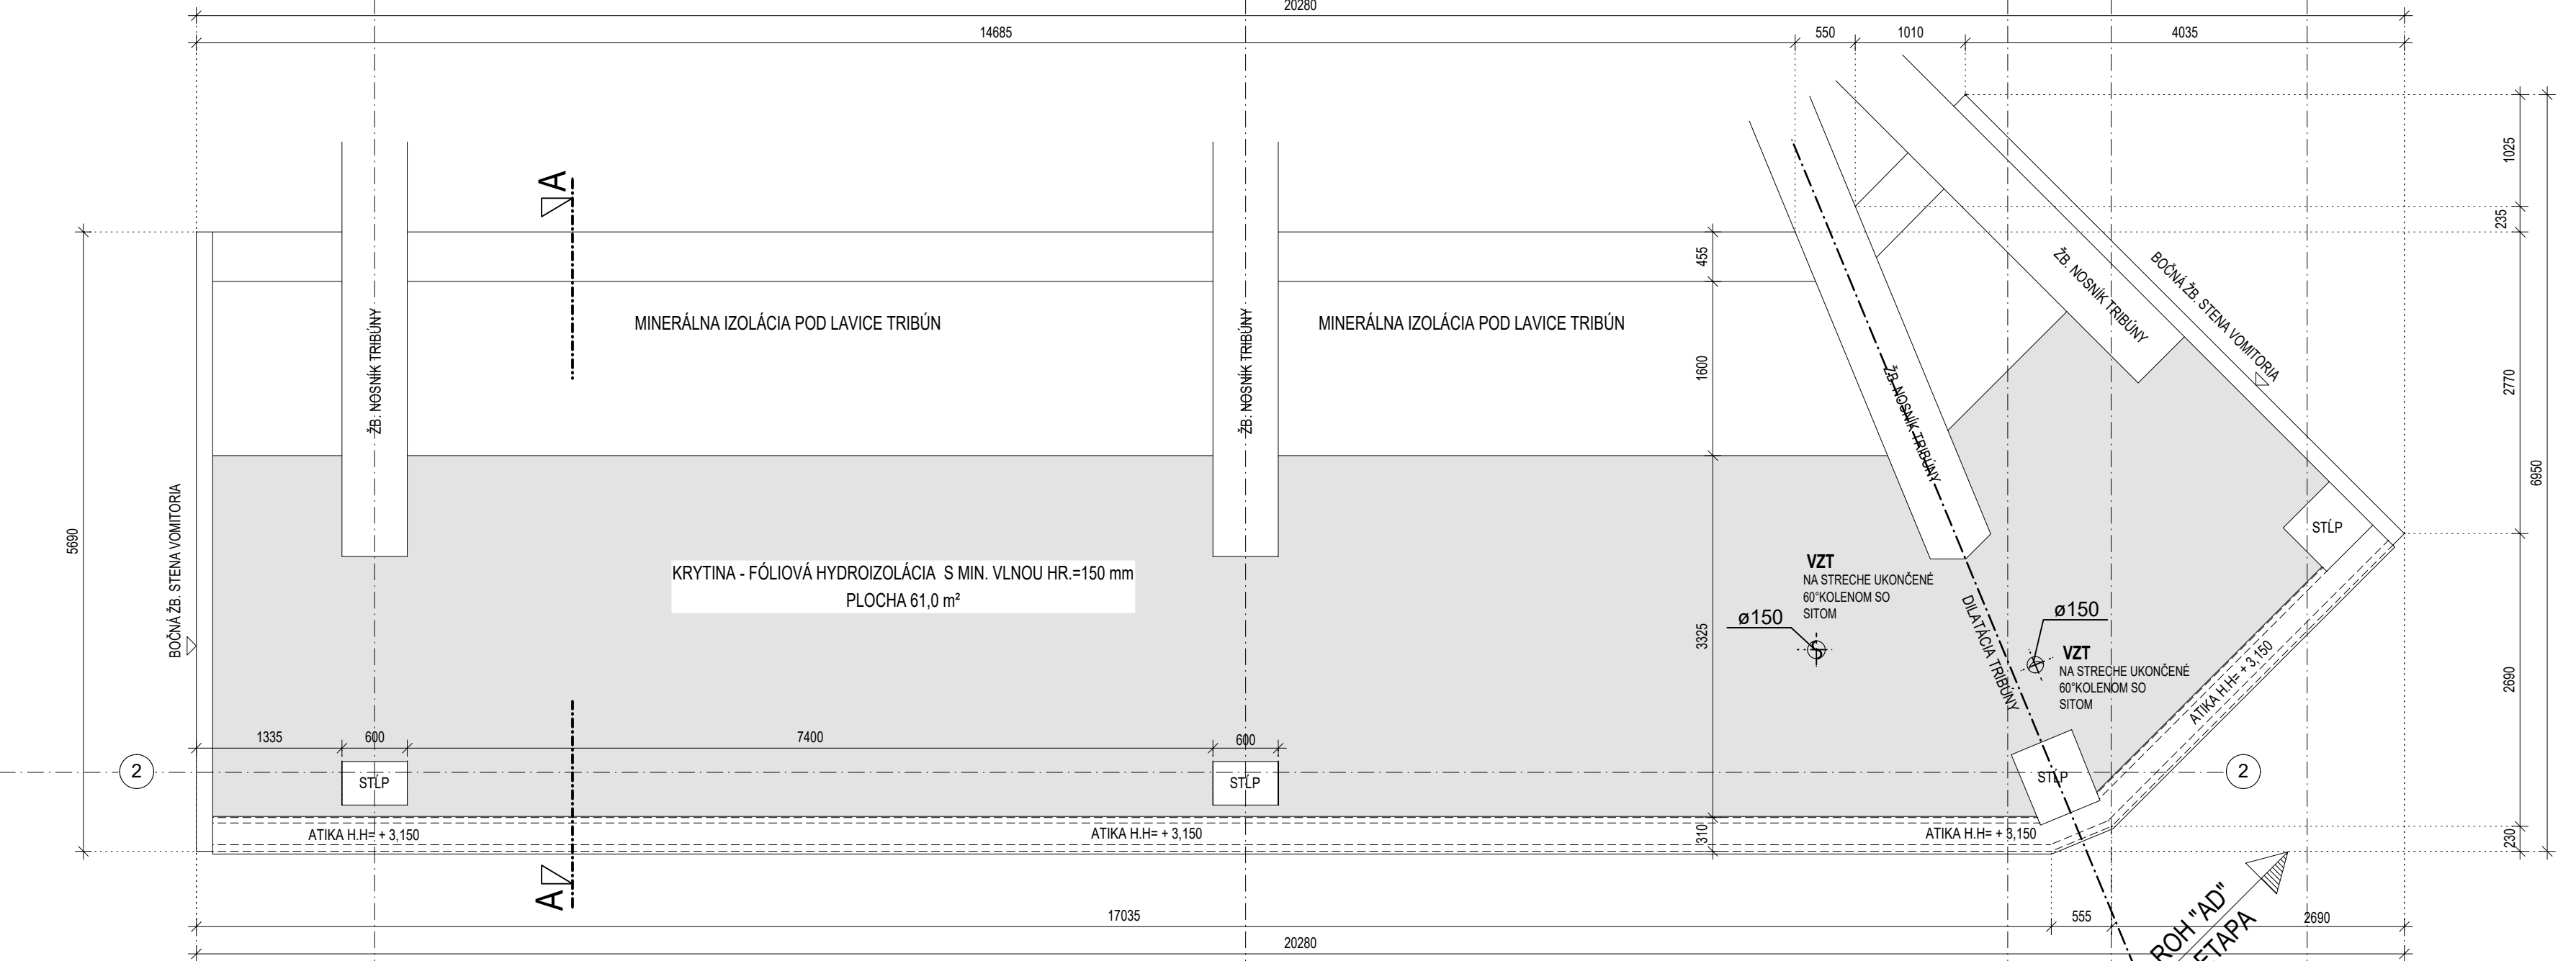 20280
14685
550
1010
4035
1025
235
2770
6950
2690
230
5690
A
455
MINERÁLNA IZOLÁCIA POD LAVICE TRIBÚN
MINERÁLNA IZOLÁCIA POD LAVICE TRIBÚN
1600
ŽB. NOSNÍK TRIBÚNY
ŽB. NOSNÍK TRIBÚNY
ŽB. NOSNÍK TRIBÚNY
ŽB. NOSNÍK TRIBÚNY
BOČNÁ ŽB. STENA VOMITORIA
BOČNÁ ŽB. STENA VOMITORIA
STĹP
KRYTINA - FÓLIOVÁ HYDROIZOLÁCIA S MIN. VLNOU HR.=150 mm
PLOCHA 61,0 m²
VZT
NA STRECHE UKONČENÉ
60°KOLENOM SO
SITOM
ø150
3325
DILATÁCIA TRIBÚNY
ø150
VZT
NA STRECHE UKONČENÉ
60°KOLENOM SO
SITOM
ATIKA H.H= + 3,150
1335
600
7400
600
2
STĹP
STĹP
STĹP
2
ATIKA H.H= + 3,150
ATIKA H.H= + 3,150
ATIKA H.H= + 3,150
310
A
17035
555
2690
20280
ROH "AD"
ETAPA